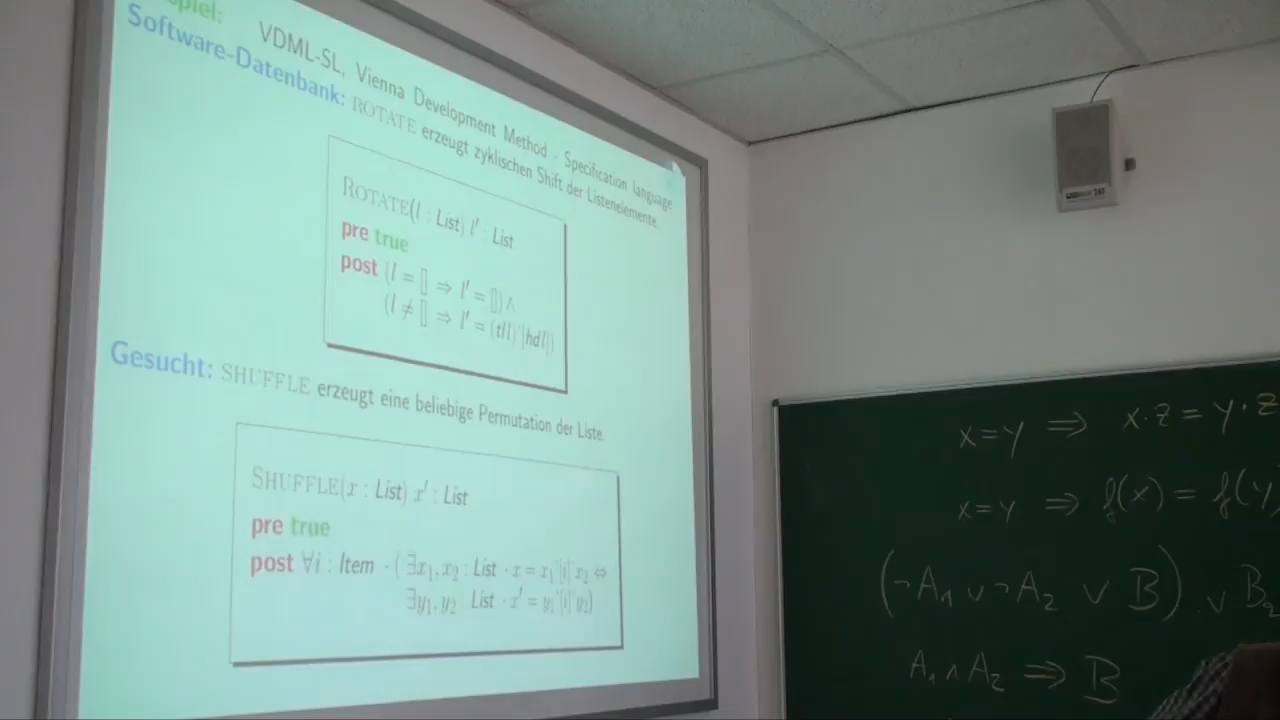 spiel:
VDML-SL, Vienna Development Method - Specification language
Software-Datenbank: ROTATE erzeugt zyklischen Shift der Listenelemente.
ROTATE(l : List) l′ : List
pre true
post (l = [] ⇒ l′ = []) ∧
(l ≠ [] ⇒ l′ = (tl l)^[hd l])
Gesucht: SHUFFLE erzeugt eine beliebige Permutation der Liste.
SHUFFLE(x : List) x′ : List
pre true
post ∀i : Item · ( ∃x₁, x₂ : List · x = x₁^[i]^x₂ ⇔
∃y₁, y₂ List · x′ = y₁^[i]^y₂)
x=y ⇒ x·z = y·z
x=y ⇒ f(x) = f(y)
(¬A₁ ∨ ¬A₂ ∨ B) ∨ B₂
A₁ ∧ A₂ ⇒ B